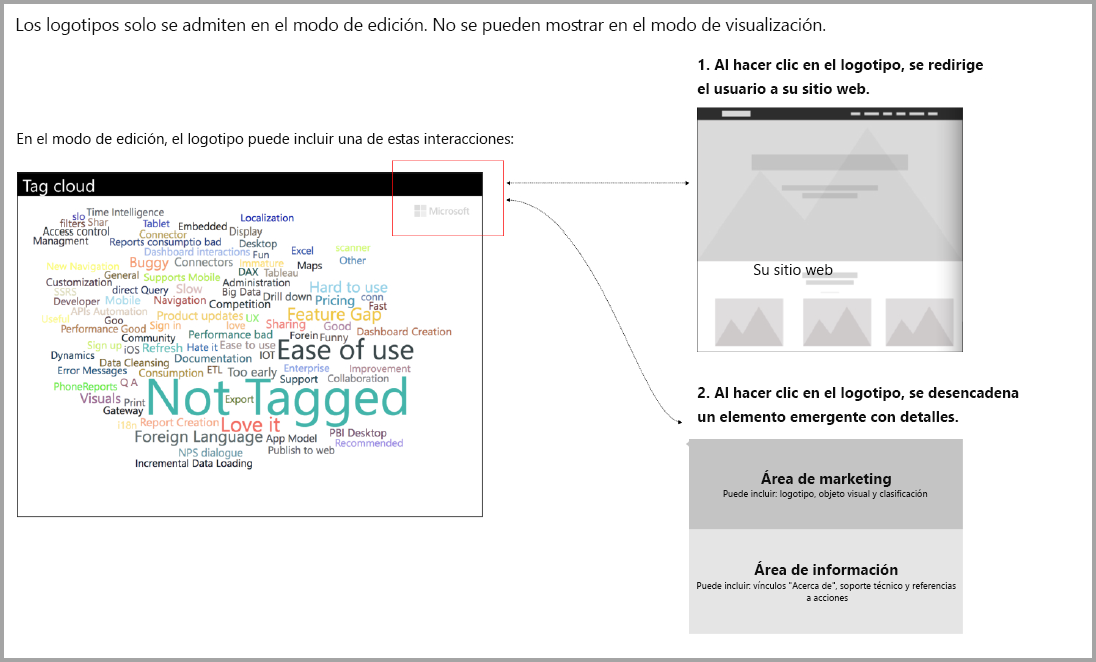 Los logotipos solo se admiten en el modo de edición. No se pueden mostrar en el modo de visualización.
En el modo de edición, el logotipo puede incluir una de estas interacciones:
Tag cloud
Microsoft
Time Intelligence
slo
filters Shar
Tablet
Localization
Access control
Connector
Embedded Display
Managment
Reports consumptio bad
Desktop
Dashboard interactions Fun
Excel
scanner
New Navigation
Buggy Connectors
Immature
Maps
Other
General
Supports Mobile
DAX Tableau
Customization
Administration
SSRS
direct Query
Slow
Big Data
Drill down
Hard to use
Developer Mobile
Navigation
Competition
Pricing
conn
APIs Automation
Fast
Useful
Goo
Product updates
UX
Feature Gap
Performance Good
Sign in
love
Sharing
Good
Dashboard Creation
Community
Performance bad
Forein
Funny
Sign up
iOS Refresh
Hate it
Ease to use
Ease of use
Dynamics
Data Cleansing
Documentation
IOT
Error Messages
Consumption
ETL
Too early
Enterprise
Improvement
PhoneReports
Q A
Support
Collaboration
Visuals
Print
Not Tagged
Export
Gateway
i18n
Report Creation
Love it
Foreign Language
App Model
PBI Desktop
Recommended
NPS dialogue
Publish to web
Incremental Data Loading
1. Al hacer clic en el logotipo, se redirige
el usuario a su sitio web.
Su sitio web
2. Al hacer clic en el logotipo, se desencadena
un elemento emergente con detalles.
Área de marketing
Puede incluir: logotipo, objeto visual y clasificación
Área de información
Puede incluir: vínculos "Acerca de", soporte técnico y referencias
a acciones